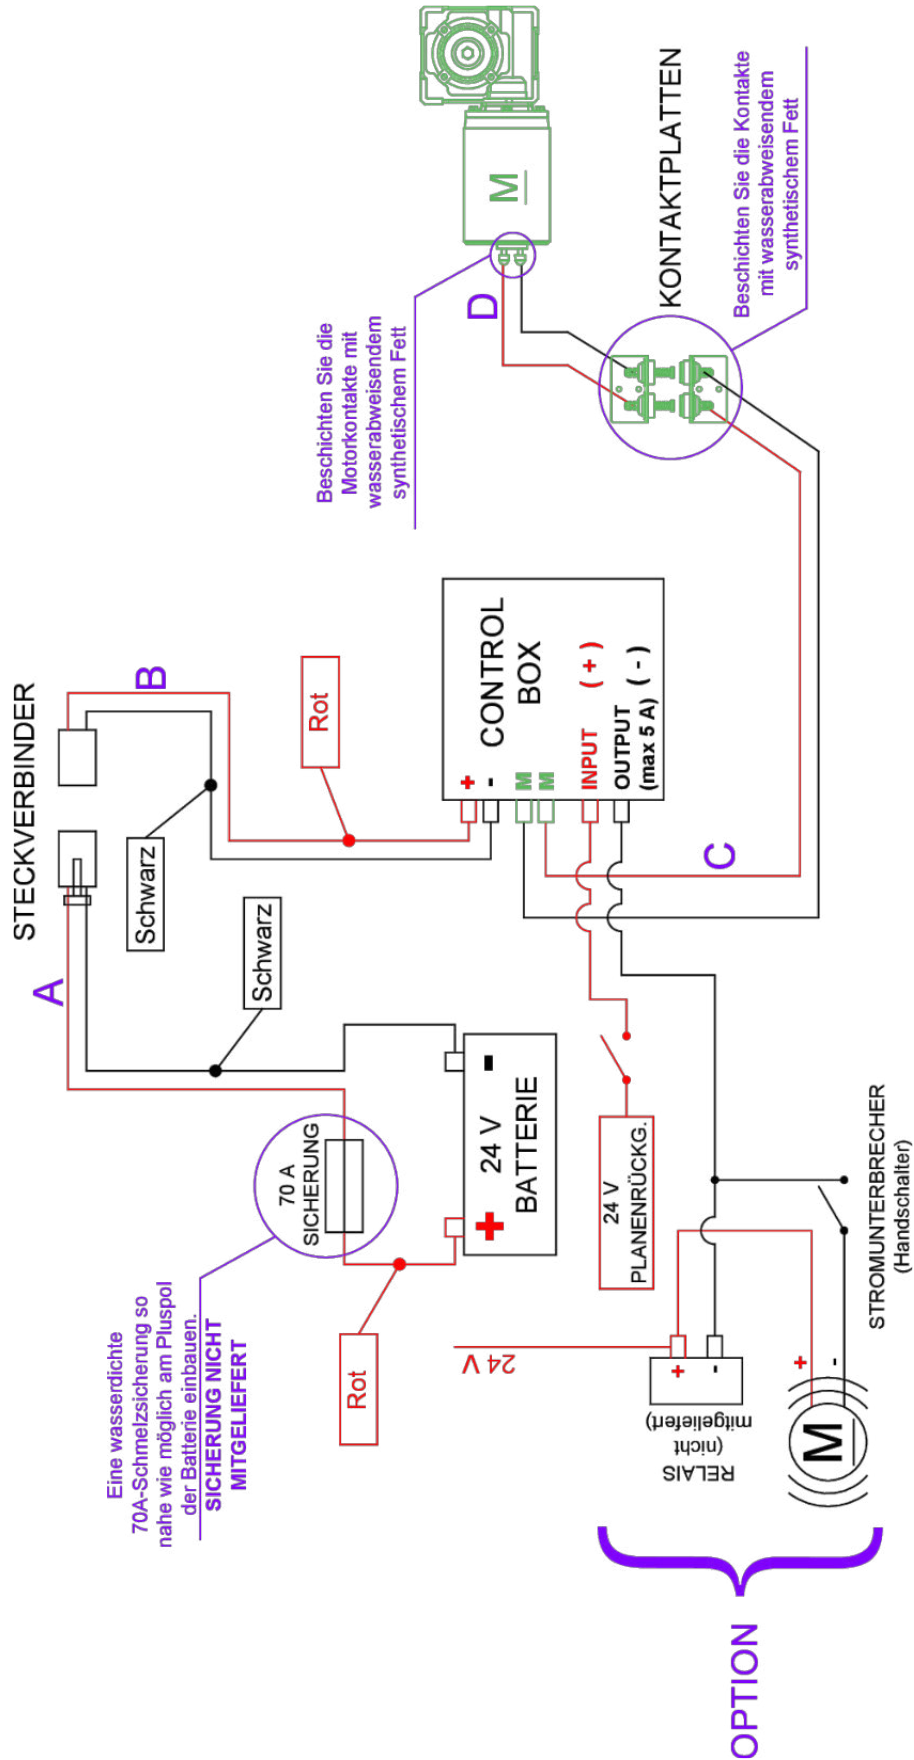 STECKVERBINDER
A
B
Schwarz
Schwarz
Rot
Eine wasserdichte
70A-Schmelzsicherung so
nahe wie möglich am Pluspol
der Batterie einbauen.
SICHERUNG NICHT
MITGELIEFERT
70 A
SICHERUNG
Rot
+ -
24 V
BATTERIE
Beschichten Sie die
Motorkontakte mit
wasserabweisendem
synthetischem Fett
D
M
+
-
CONTROL
BOX
M
M
INPUT (+)
OUTPUT (-)
(max 5 A)
C
KONTAKTPLATTEN
Beschichten Sie die Kontakte
mit wasserabweisendem
synthetischem Fett
24 V
PLANENRÜCKG.
24 V
+
-
RELAIS
(nicht
mitgeliefert)
+
-
M
STROMUNTERBRECHER
(Handschalter)
OPTION